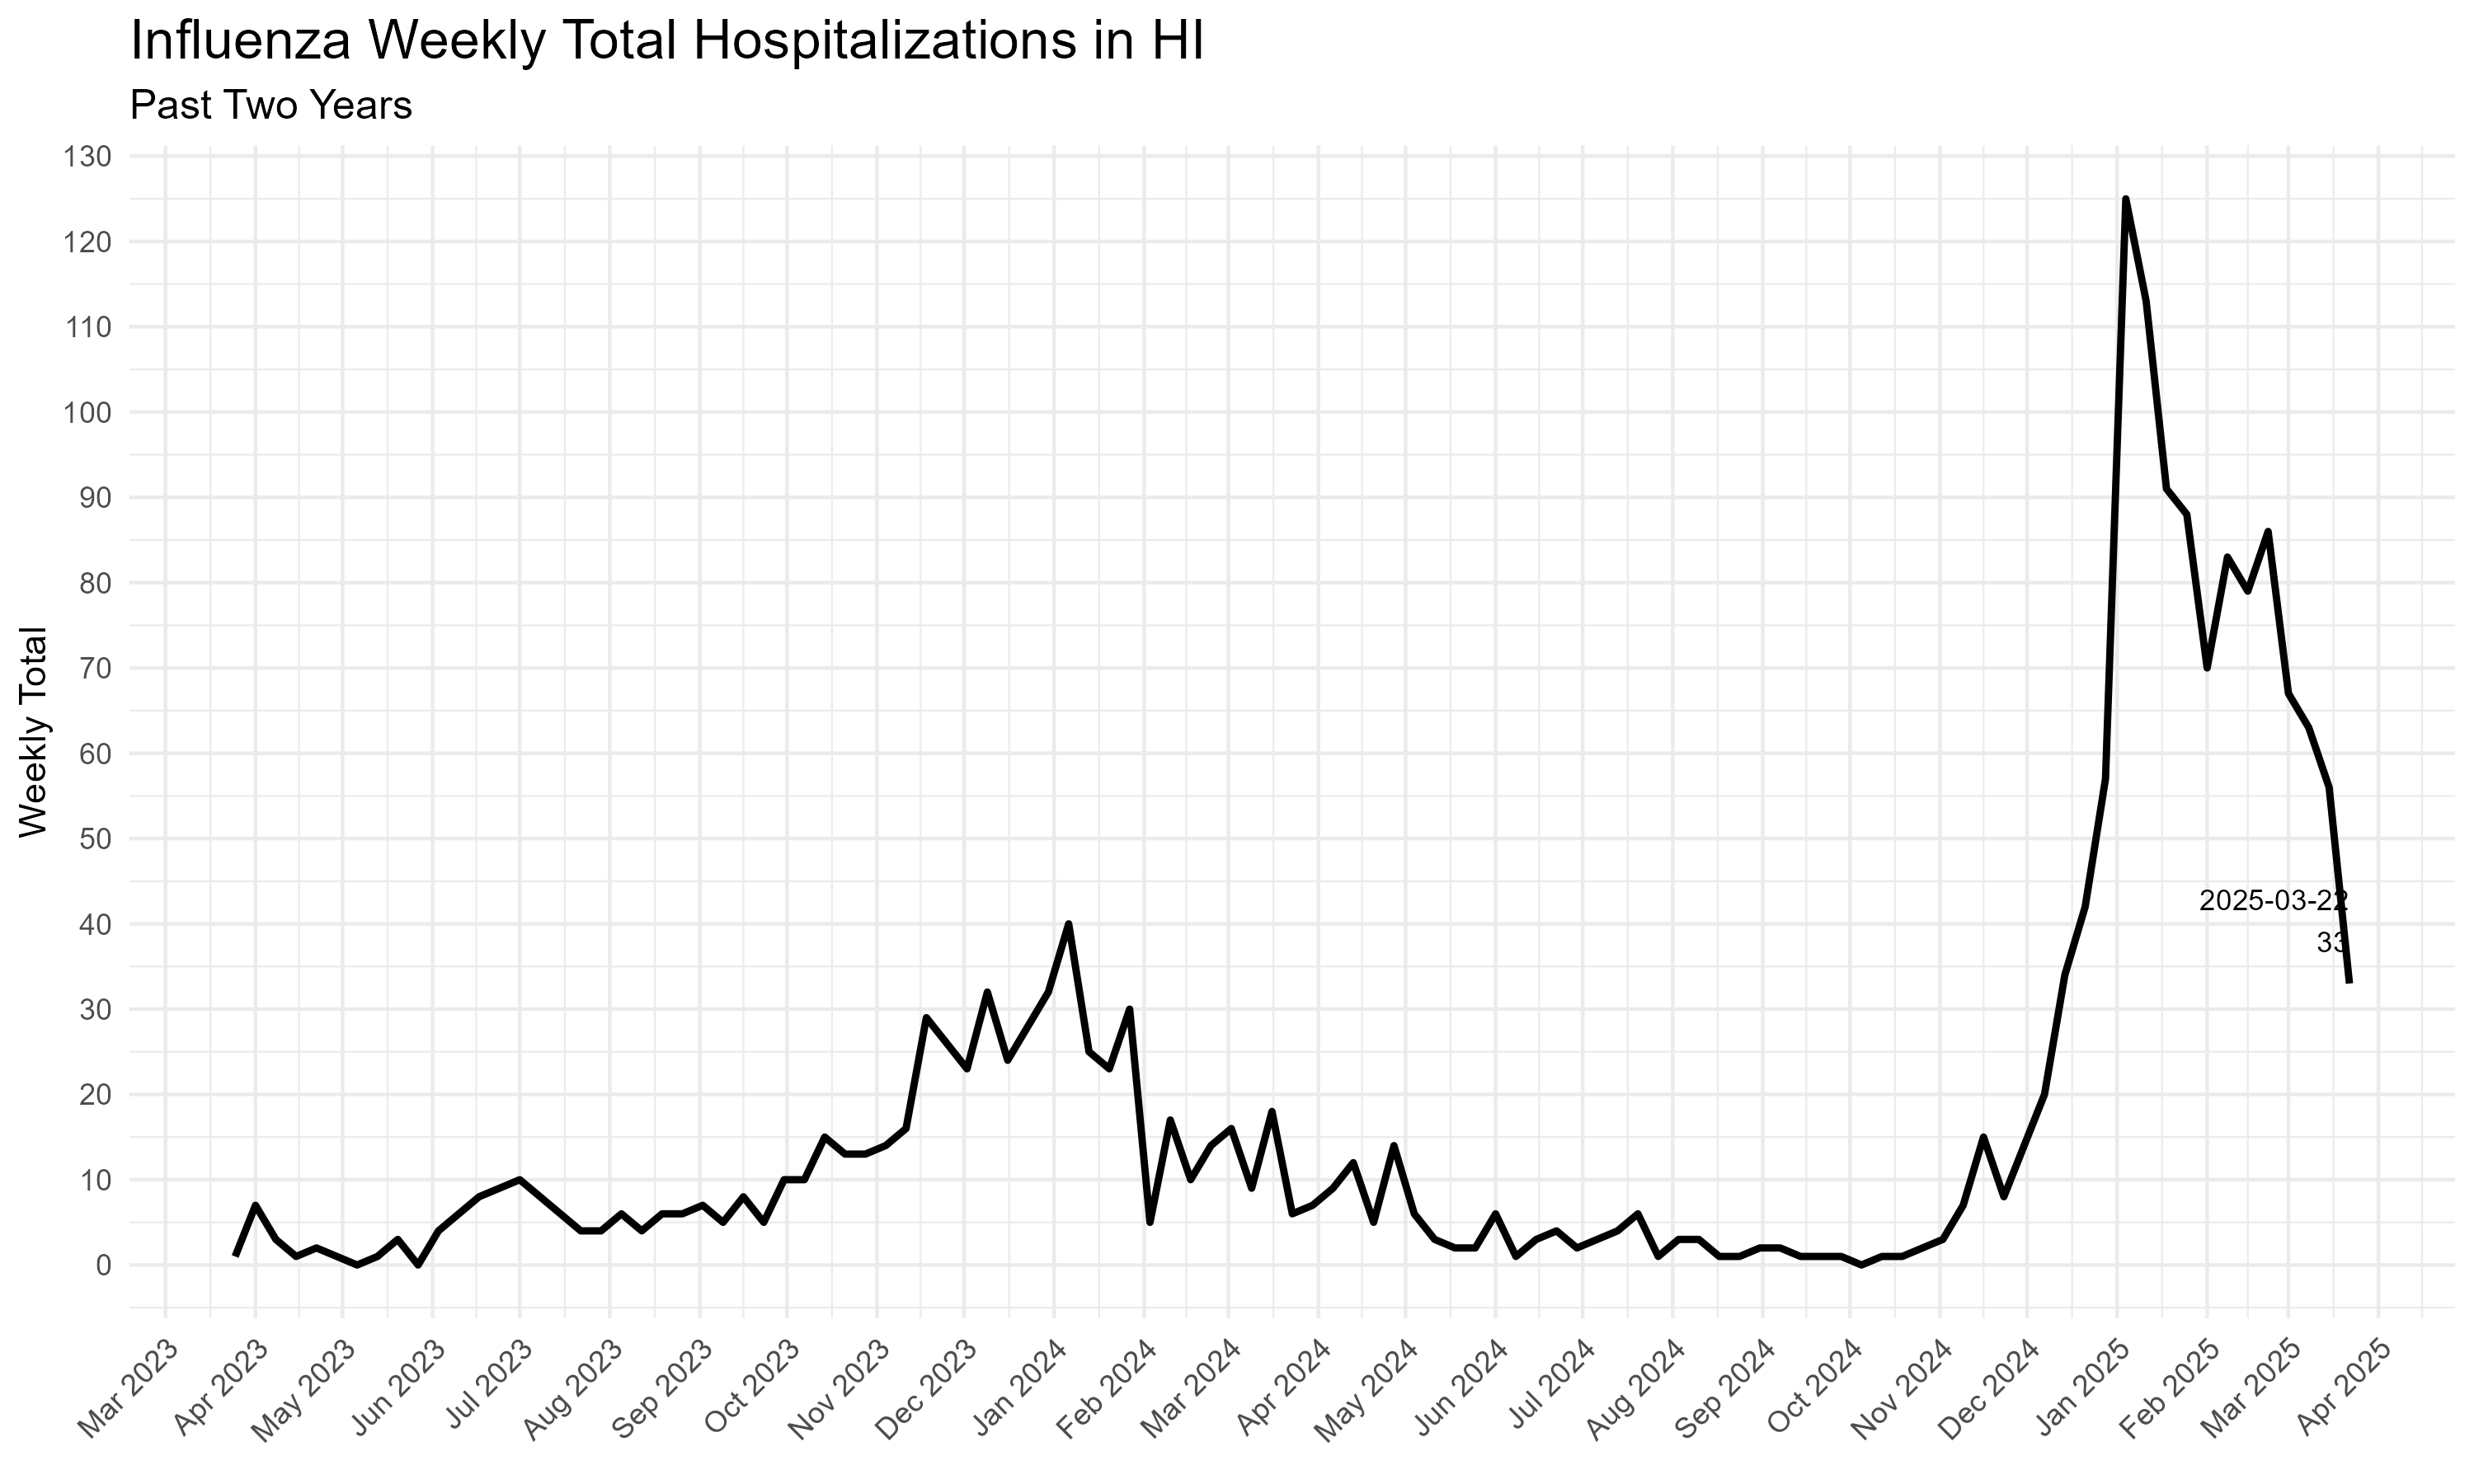 Influenza Weekly Total Hospitalizations in HI
Past Two Years
Weekly Total
130
120
110
100
90
80
70
60
50
40
30
20
10
0
2025-03-22
33
Mar 2023
Apr 2023
May 2023
Jun 2023
Jul 2023
Aug 2023
Sep 2023
Oct 2023
Nov 2023
Dec 2023
Jan 2024
Feb 2024
Mar 2024
Apr 2024
May 2024
Jun 2024
Jul 2024
Aug 2024
Sep 2024
Oct 2024
Nov 2024
Dec 2024
Jan 2025
Feb 2025
Mar 2025
Apr 2025